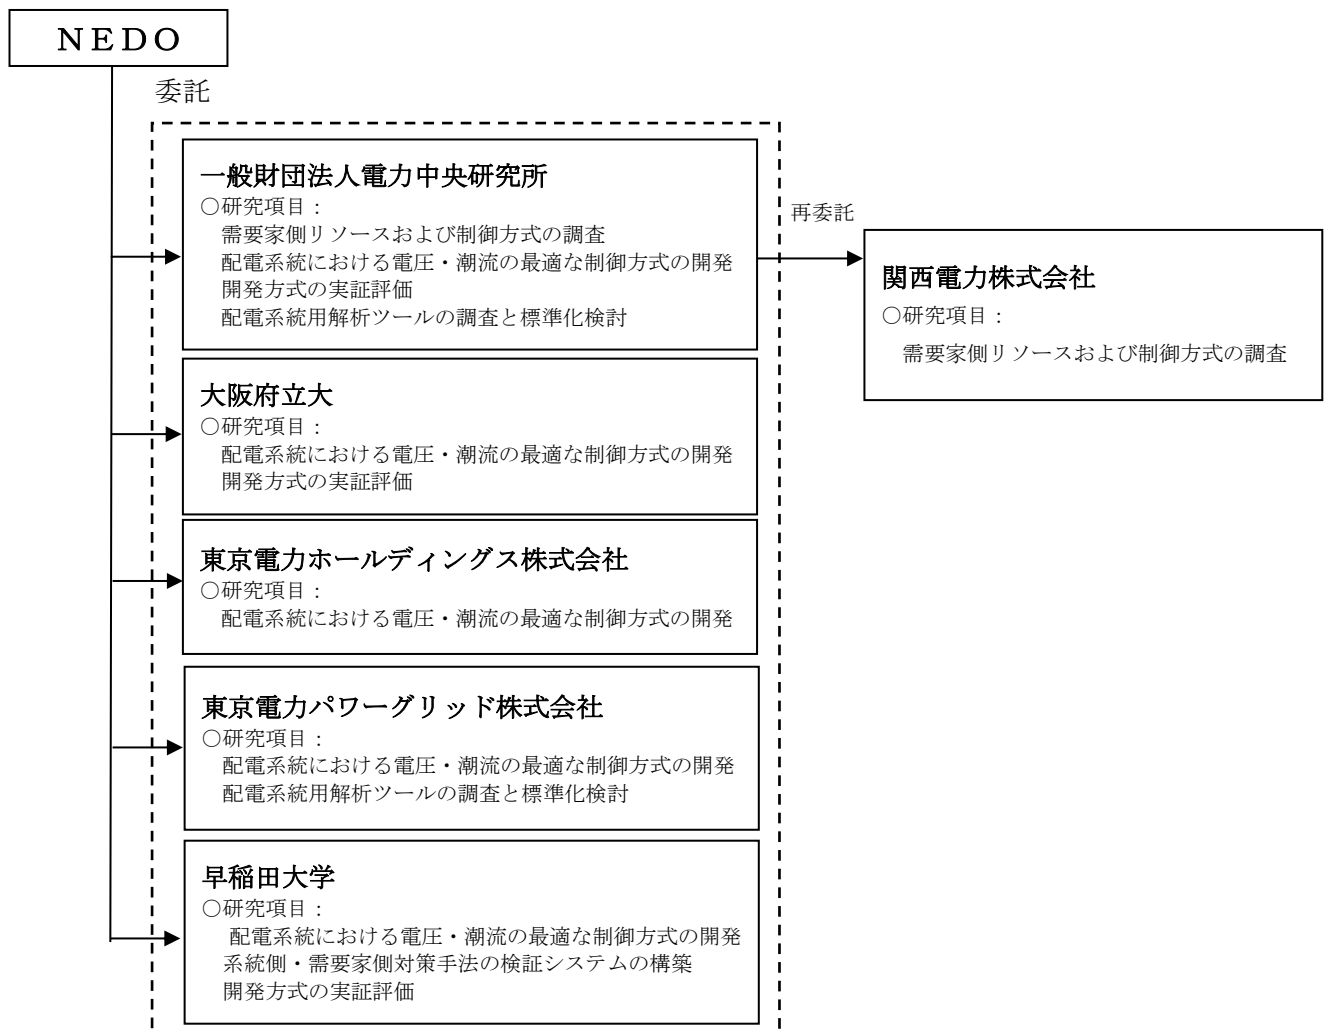 ＮＥＤＯ
委託
一般財団法人電力中央研究所
○研究項目：
需要家側リソースおよび制御方式の調査
配電系統における電圧・潮流の最適な制御方式の開発
開発方式の実証評価
配電系統用解析ツールの調査と標準化検討
再委託
関西電力株式会社
○研究項目：
需要家側リソースおよび制御方式の調査
大阪府立大
○研究項目：
配電系統における電圧・潮流の最適な制御方式の開発
開発方式の実証評価
東京電力ホールディングス株式会社
○研究項目：
配電系統における電圧・潮流の最適な制御方式の開発
東京電力パワーグリッド株式会社
○研究項目：
配電系統における電圧・潮流の最適な制御方式の開発
配電系統用解析ツールの調査と標準化検討
早稲田大学
○研究項目：
配電系統における電圧・潮流の最適な制御方式の開発
系統側・需要家側対策手法の検証システムの構築
開発方式の実証評価